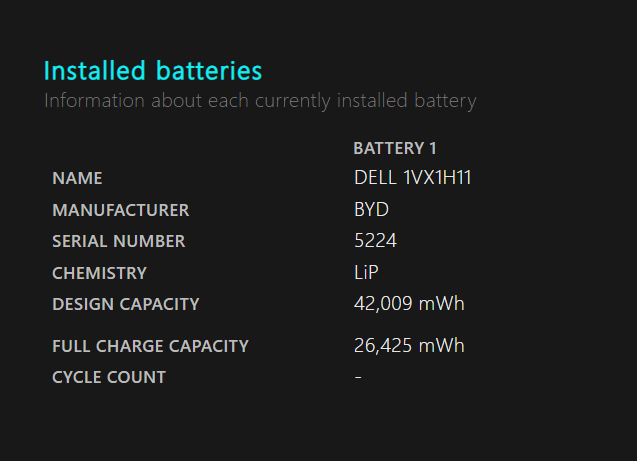 Installed batteries
Information about each currently installed battery
BATTERY 1
NAME DELL 1VX1H11
MANUFACTURER BYD
SERIAL NUMBER 5224
CHEMISTRY LiP
DESIGN CAPACITY 42,009 mWh
FULL CHARGE CAPACITY 26,425 mWh
CYCLE COUNT -